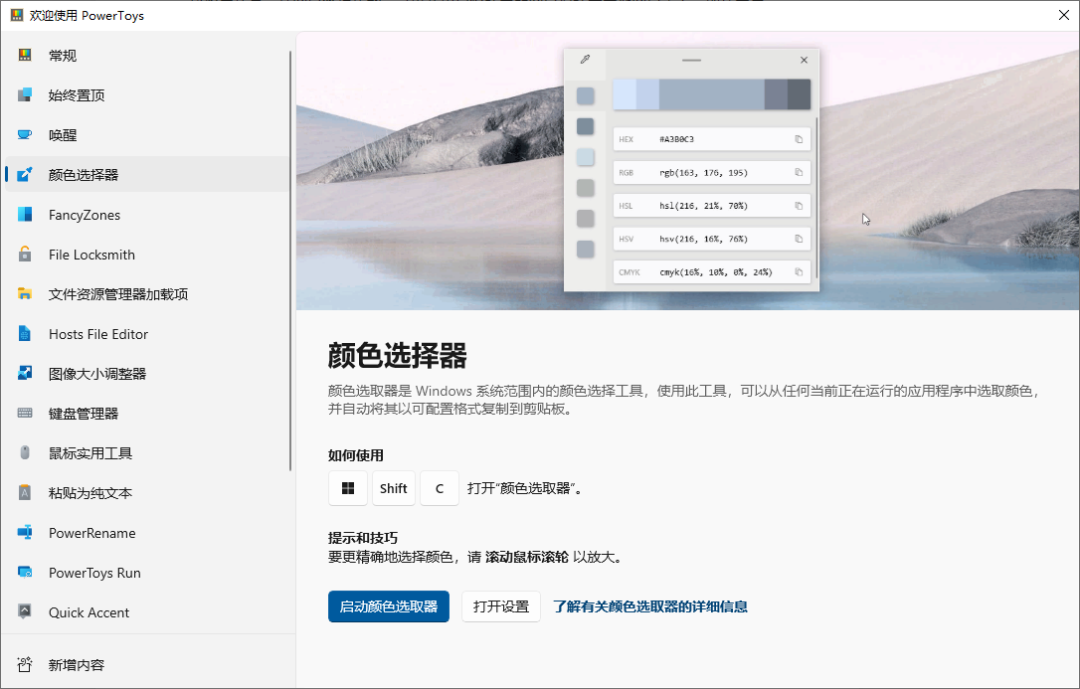 欢迎使用 PowerToys
常规
始终置顶
唤醒
颜色选择器
FancyZones
File Locksmith
文件资源管理器加载项
Hosts File Editor
图像大小调整器
键盘管理器
鼠标实用工具
粘贴为纯文本
PowerRename
PowerToys Run
Quick Accent
新增内容
HEX #A3B0C3
RGB rgb(163, 176, 195)
HSL hsl(216, 21%, 70%)
HSV hsv(216, 16%, 76%)
CMYK cmyk(16%, 10%, 0%, 24%)
颜色选择器
颜色选取器是 Windows 系统范围内的颜色选择工具，使用此工具，可以从任何当前正在运行的应用程序中选取颜色，
并自动将其以可配置格式复制到剪贴板。
如何使用
Shift C 打开“颜色选取器”。
提示和技巧
要更精确地选择颜色，请 滚动鼠标滚轮 以放大。
启动颜色选取器 打开设置 了解有关颜色选取器的详细信息